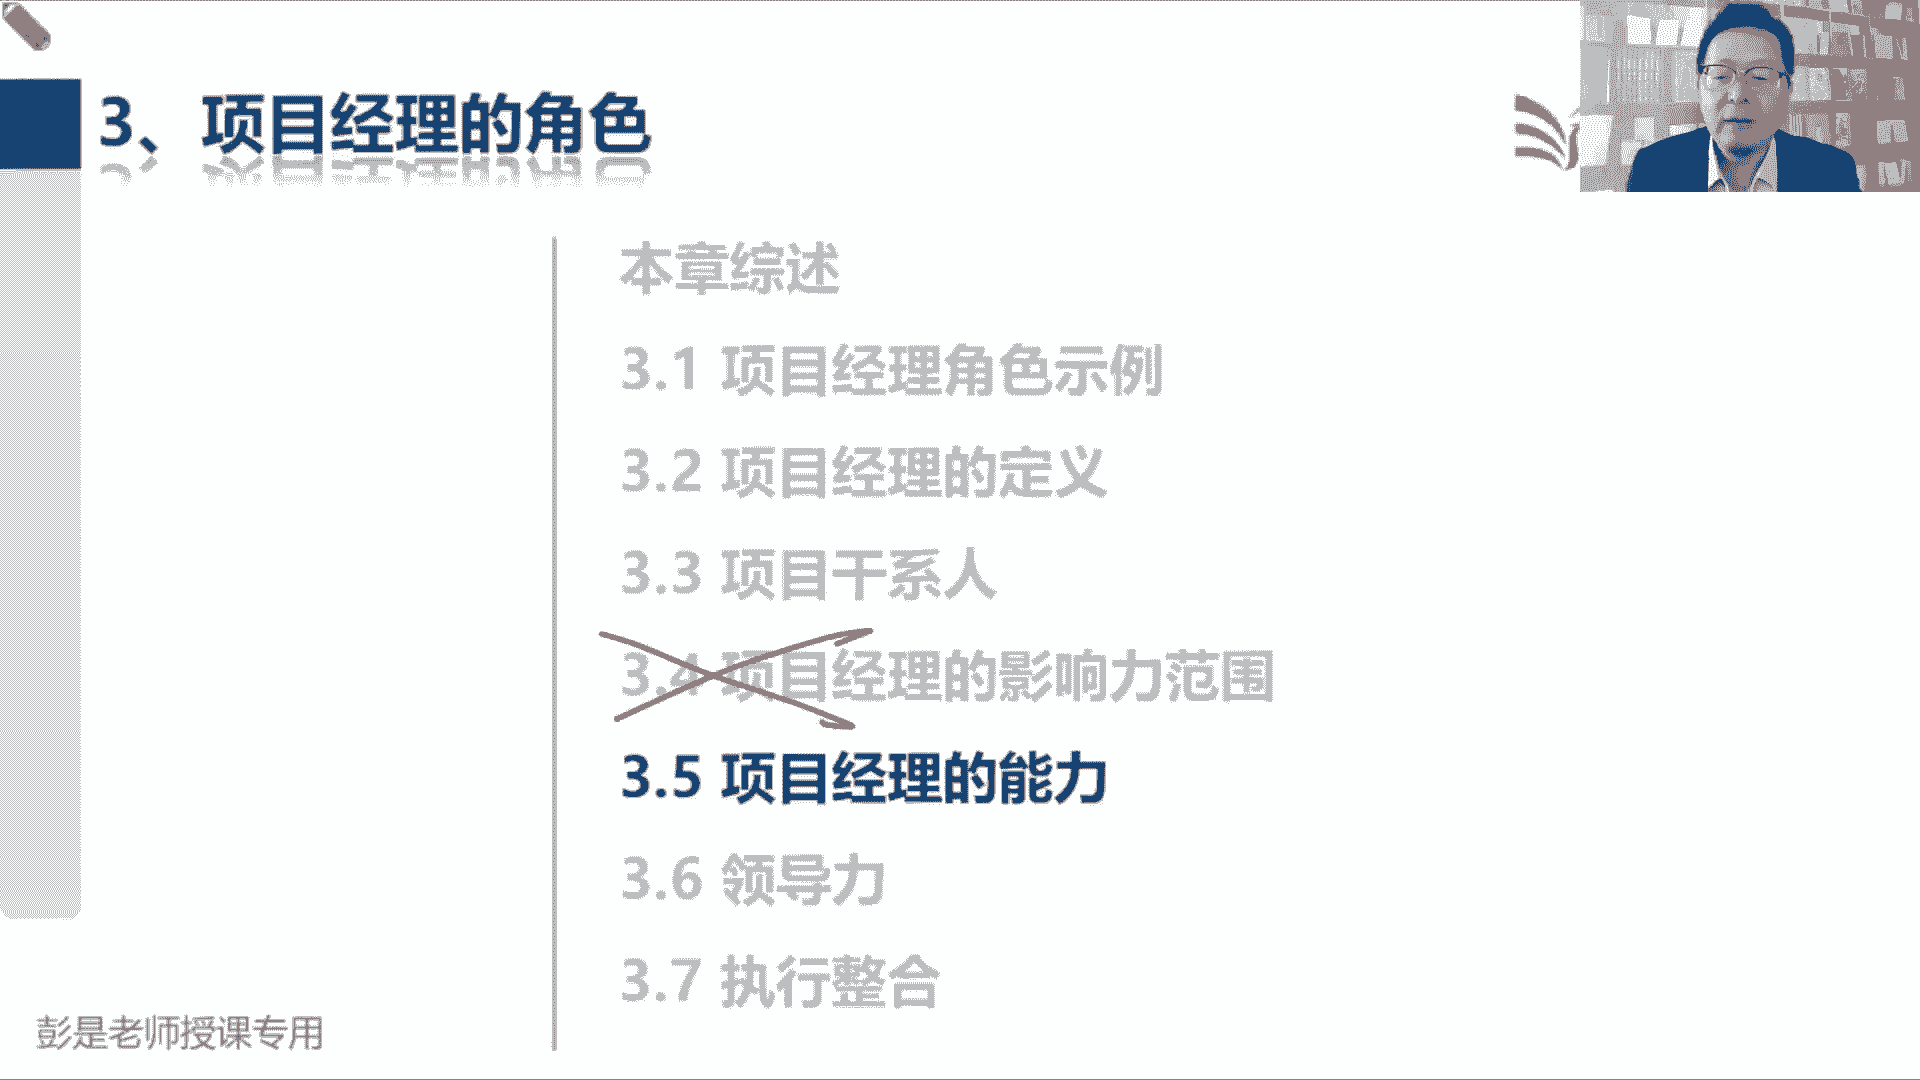 3、项目经理的角色
本章综述
3.1 项目经理角色示例
3.2 项目经理的定义
3.3 项目干系人
3.4 项目经理的影响力范围
3.5 项目经理的能力
3.6 领导力
3.7 执行整合
彭是老师授课专用